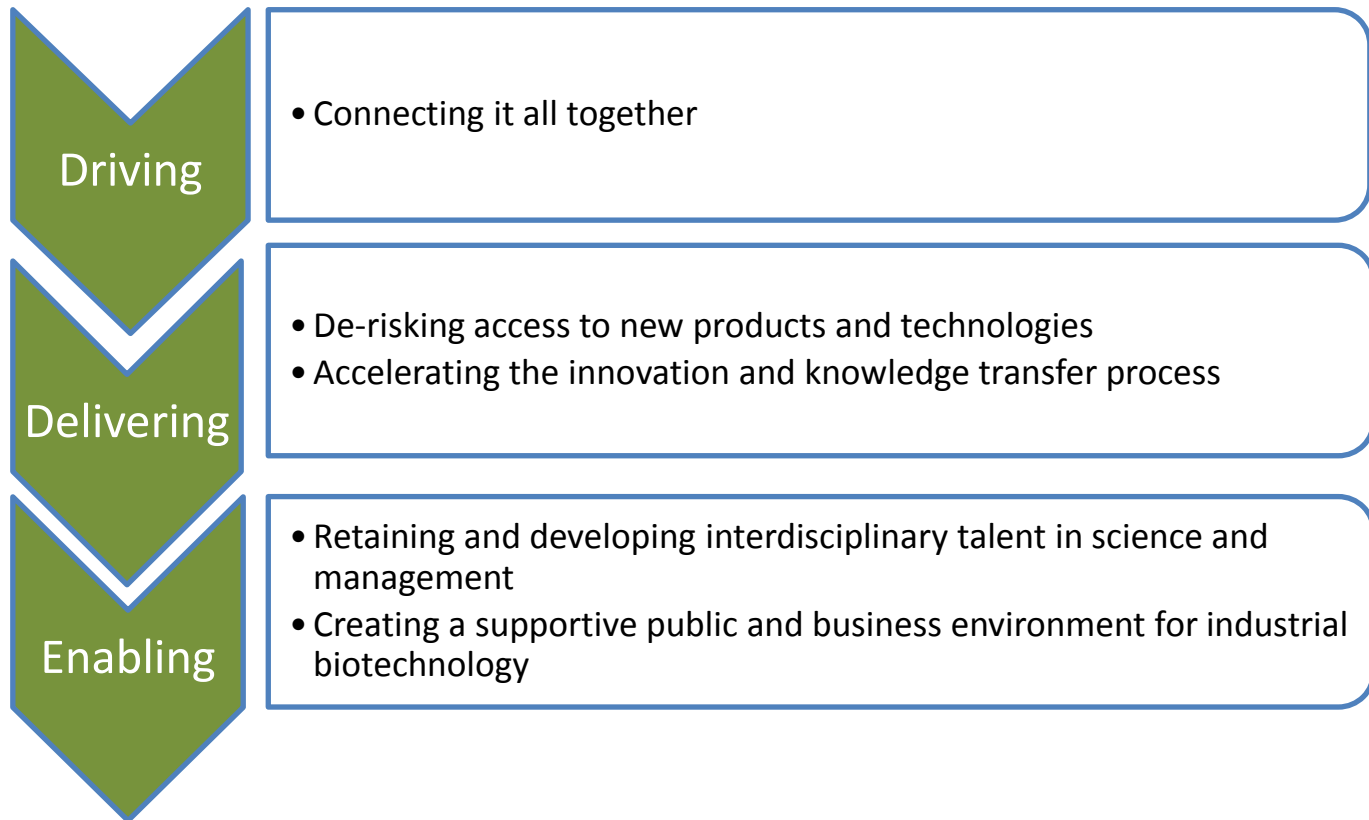 Driving
• Connecting it all together
Delivering
• De-risking access to new products and technologies
• Accelerating the innovation and knowledge transfer process
Enabling
• Retaining and developing interdisciplinary talent in science and
management
• Creating a supportive public and business environment for industrial
biotechnology